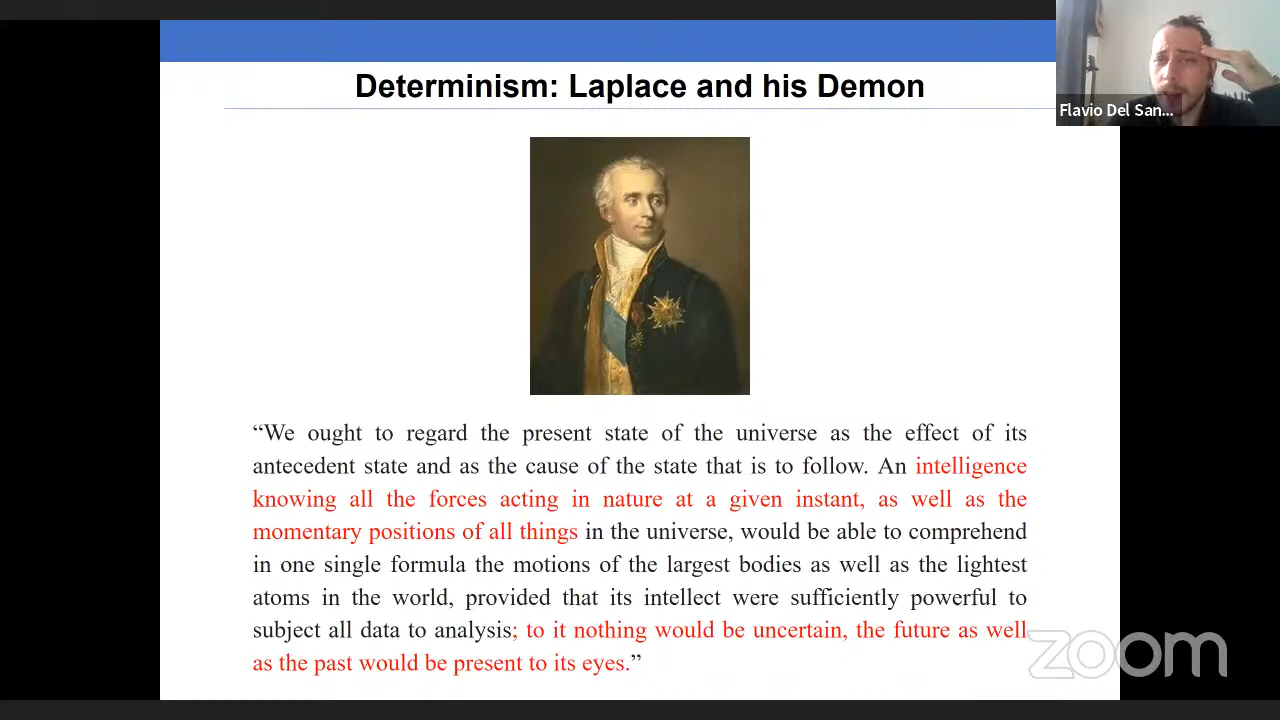 Determinism: Laplace and his Demon
Flavio Del San...
“We ought to regard the present state of the universe as the effect of its
antecedent state and as the cause of the state that is to follow. An intelligence
knowing all the forces acting in nature at a given instant, as well as the
momentary positions of all things in the universe, would be able to comprehend
in one single formula the motions of the largest bodies as well as the lightest
atoms in the world, provided that its intellect were sufficiently powerful to
subject all data to analysis; to it nothing would be uncertain, the future as well
as the past would be present to its eyes.”
zoom